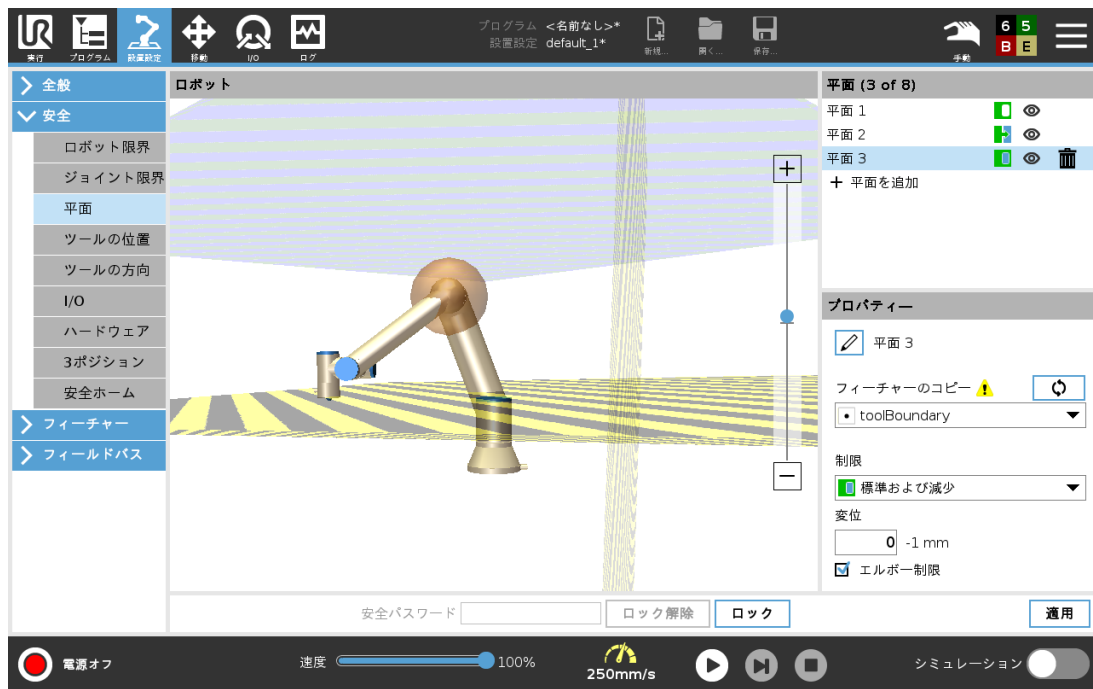 プログラム <名前なし>*
設置設定 default_1*
実行 プログラム 設置設定 移動 I/O ログ 新規... 開く... 保存... 手動
6 5
B E
全般
安全
ロボット限界
ジョイント限界
平面
ツールの位置
ツールの方向
I/O
ハードウェア
3ポジション
安全ホーム
フィーチャー
フィールドバス
ロボット
平面 (3 of 8)
平面 1
平面 2
平面 3
+ 平面を追加
プロパティー
平面 3
フィーチャーのコピー
toolBoundary
制限
標準および減少
変位
0 -1 mm
エルボー制限
安全パスワード ロック解除 ロック 適用
電源オフ 速度 100% 250mm/s シミュレーション